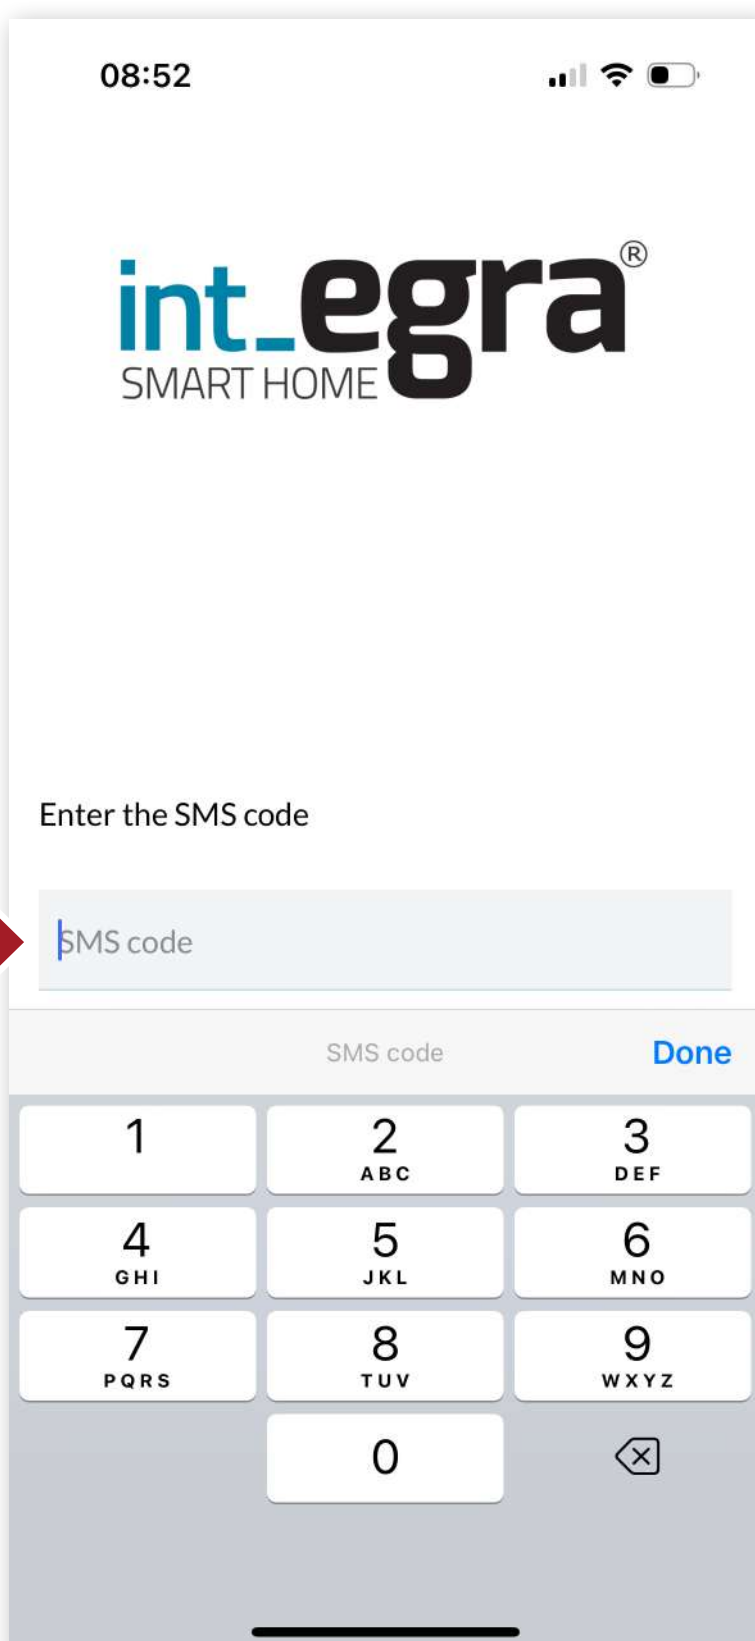 08:52
int_egra®
SMART HOME
Enter the SMS code
SMS code
SMS code Done
1 2 3
ABC DEF
4 5 6
GHI JKL MNO
7 8 9
PQRS TUV WXYZ
0